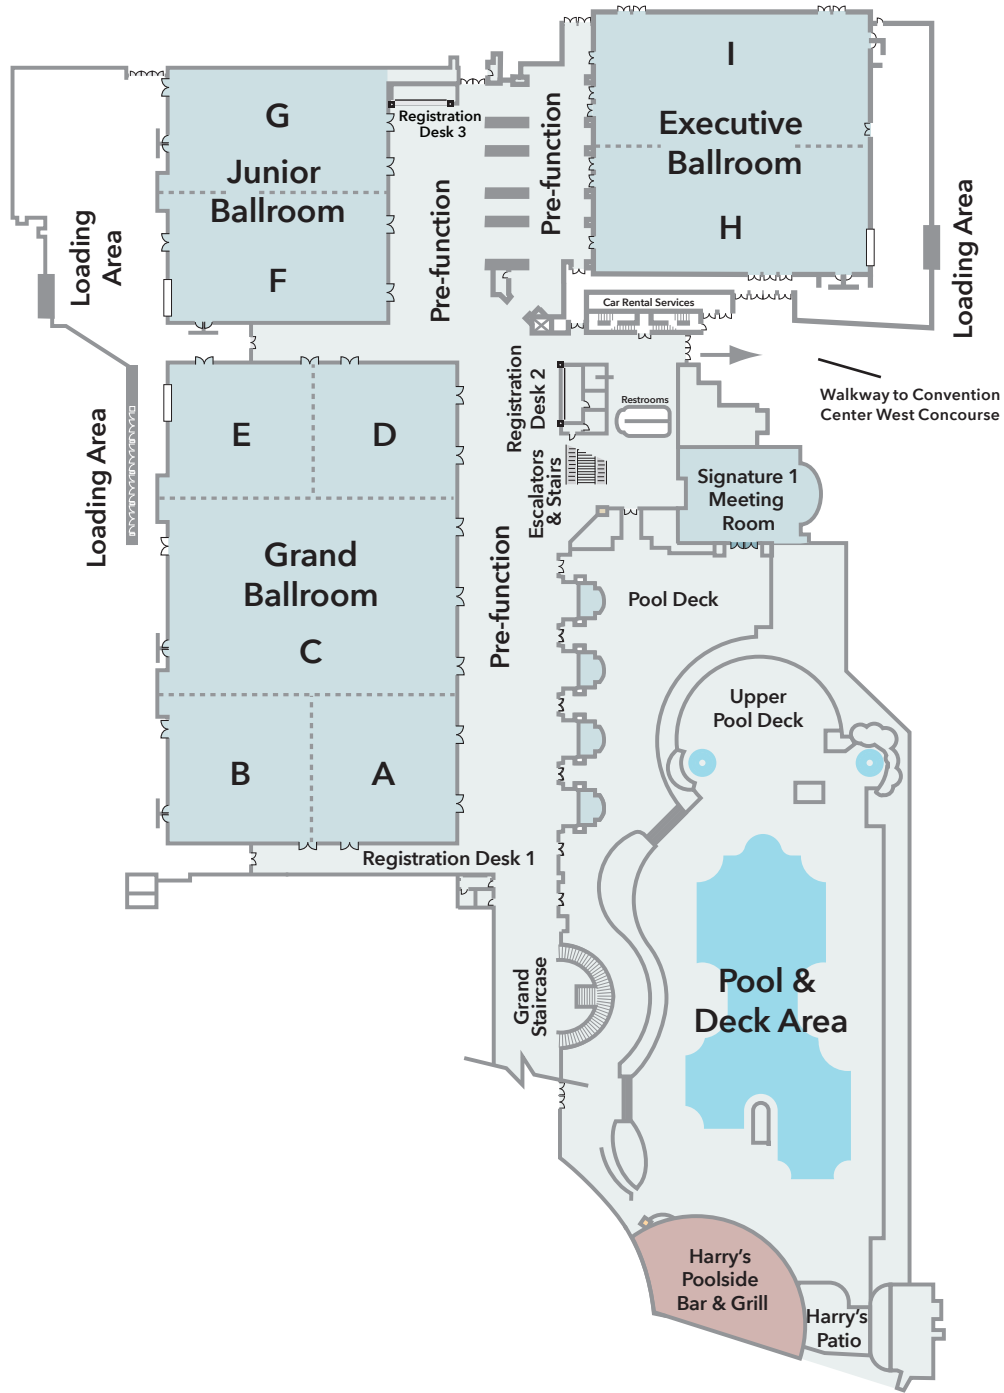 I
Executive
Ballroom
H
G
Junior
Ballroom
F
Registration
Desk 3
Pre-function
Pre-function
Loading
Area
Loading Area
Car Rental Services
Walkway to Convention
Center West Concourse
Registration
Desk 2
Restrooms
Escalators
& Stairs
Signature 1
Meeting
Room
Loading Area
E
D
Grand
Ballroom
C
B
A
Pre-function
Pool Deck
Upper
Pool Deck
Registration Desk 1
Grand
Staircase
Pool &
Deck Area
Harry's
Poolside
Bar & Grill
Harry's
Patio